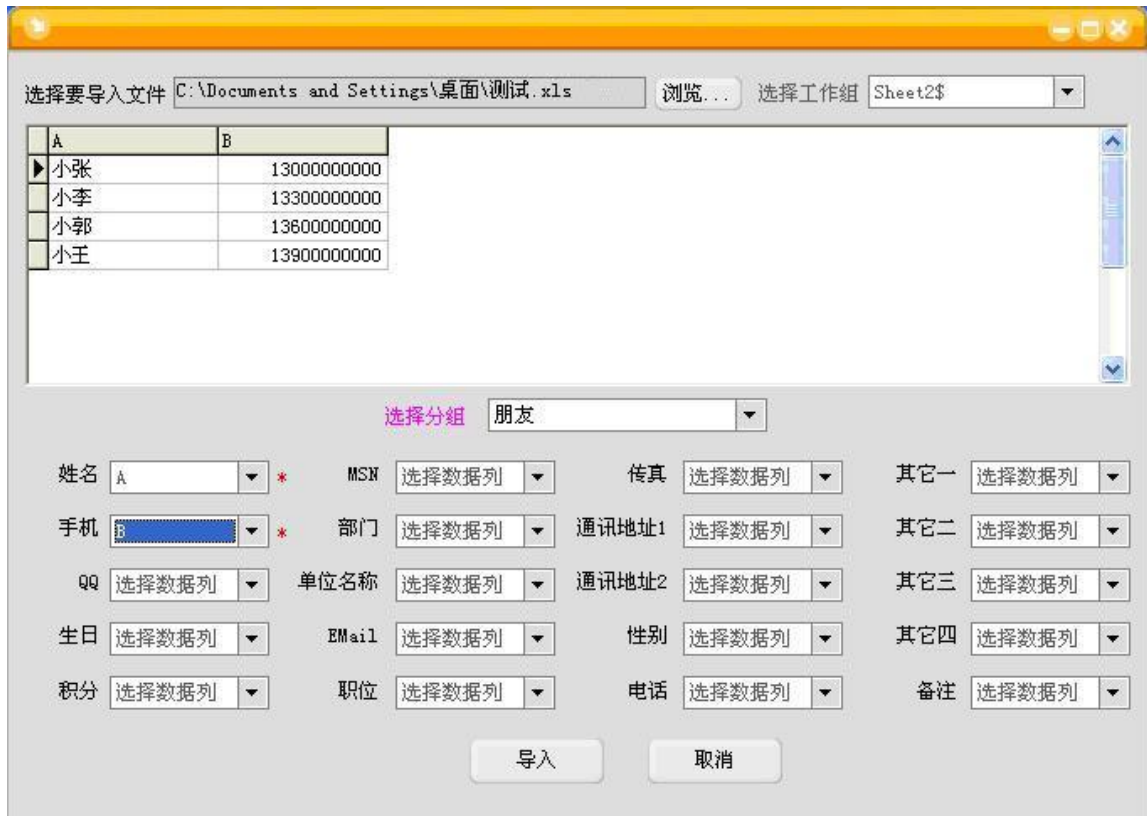 选择要导入文件 C:\Documents and Settings\桌面\测试.xls 浏览... 选择工作组 Sheet2$
A B
小张 13000000000
小李 13300000000
小郭 13600000000
小王 13900000000
选择分组 朋友
姓名 A * MSN 选择数据列 传真 选择数据列 其它一 选择数据列
手机 B * 部门 选择数据列 通讯地址1 选择数据列 其它二 选择数据列
QQ 选择数据列 单位名称 选择数据列 通讯地址2 选择数据列 其它三 选择数据列
生日 选择数据列 EMail 选择数据列 性别 选择数据列 其它四 选择数据列
积分 选择数据列 职位 选择数据列 电话 选择数据列 备注 选择数据列
导入 取消